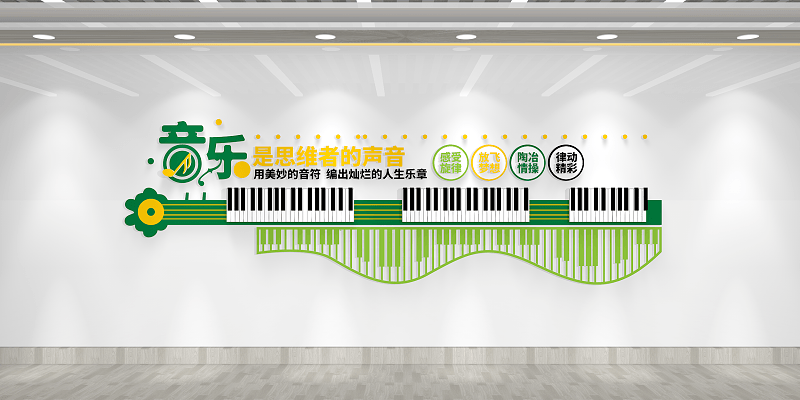 音乐
是思维者的声音
用美妙的音符 编出灿烂的人生乐章
感受
旋律
放飞
梦想
陶冶
情操
律动
精彩